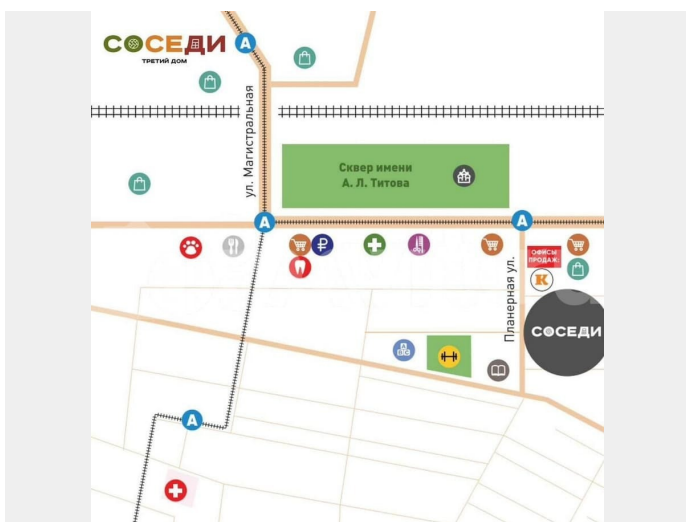 СОСЕДИ
ТРЕТИЙ ДОМ
А
ул. Магистральная
Сквер имени
А. Л. Титова
А
А
₽
ОФИСЫ
ПРОДАЖ:
К
Планерная ул.
СОСЕДИ
А